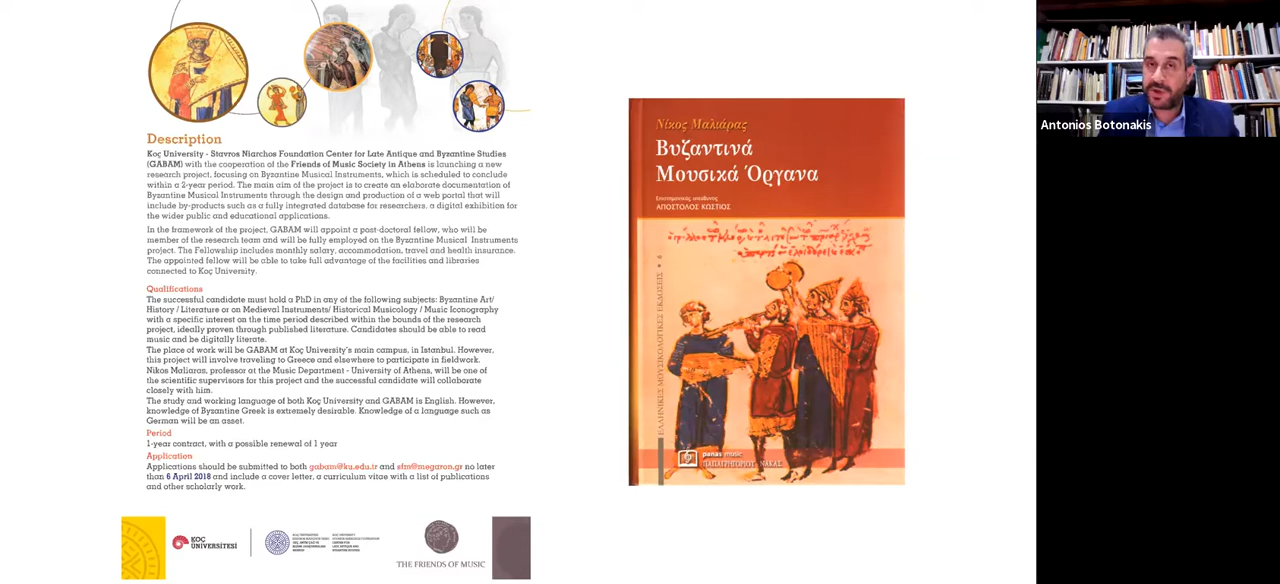 Description
Koç University - Stavros Niarchos Foundation Center for Late Antique and Byzantine Studies
(GABAM) with the cooperation of the Friends of Music Society in Athens is launching a new
research project, focusing on Byzantine Musical Instruments, which is scheduled to conclude
within a 2-year period. The main aim of the project is to create an elaborate documentation of
Byzantine Musical Instruments through the design and production of a web portal that will
include by-products such as a fully integrated database for researchers, a digital exhibition for
the wider public and educational applications.
In the framework of the project, GABAM will appoint a post-doctoral fellow, who will be
member of the research team and will be fully employed on the Byzantine Musical Instruments
project. The Fellowship includes monthly salary, accommodation, travel and health insurance.
The appointed fellow will be able to take full advantage of the facilities and libraries
connected to Koç University.
Qualifications
The successful candidate must hold a PhD in any of the following subjects: Byzantine Art/
History / Literature or on Medieval Instruments/ Historical Musicology / Music Iconography
with a specific interest on the time period described within the bounds of the research
project, ideally proven through published literature. Candidates should be able to read
music and be digitally literate.
The place of work will be GABAM at Koç University's main campus, in Istanbul. However,
this project will involve traveling to Greece and elsewhere to participate in fieldwork.
Nikos Maliaras, professor at the Music Department - University of Athens, will be one of
the scientific supervisors for this project and the successful candidate will collaborate
closely with him.
The study and working language of both Koç University and GABAM is English. However,
knowledge of Byzantine Greek is extremely desirable. Knowledge of a language such as
German will be an asset.
Period
1-year contract, with a possible renewal of 1 year
Application
Applications should be submitted to both gabam@ku.edu.tr and efm@megaron.gr no later
than 6 April 2018 and include a cover letter, a curriculum vitae with a list of publications
and other scholarly work.
KOÇ
ÜNİVERSİTESİ
THE FRIENDS OF MUSIC
Νίκος Μαλιάρας
Βυζαντινά
Μουσικά Όργανα
Επιστημονικός υπεύθυνος
ΑΠΟΣΤΟΛΟΣ ΚΩΣΤΙΟΣ
ΕΛΛΗΝΙΚΕΣ ΜΟΥΣΙΚΟΛΟΓΙΚΕΣ ΕΚΔΟΣΕΙΣ
panas music
ΠΑΠΑΓΡΗΓΟΡΙΟΥ - ΝΑΚΑΣ
Antonios Botonakis